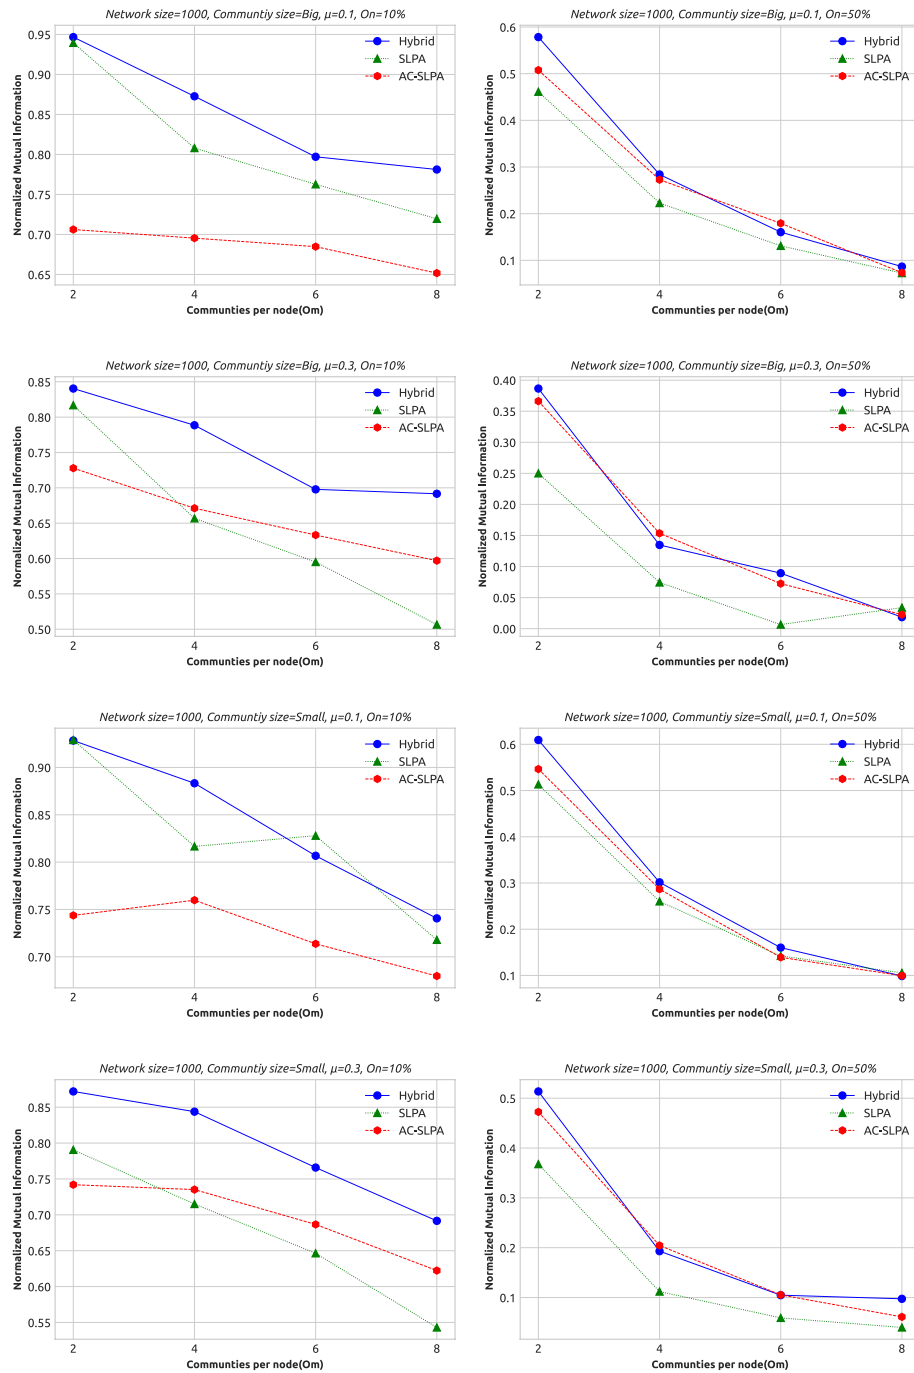 Network size=1000, Communtiy size=Big, μ=0.1, On=10%
Normalized Mutual Information
0.95
0.90
0.85
0.80
0.75
0.70
0.65
Hybrid
SLPA
AC-SLPA
2 4 6 8
Communties per node(Om)
Network size=1000, Communtiy size=Big, μ=0.1, On=50%
Normalized Mutual Information
0.6
0.5
0.4
0.3
0.2
0.1
Hybrid
SLPA
AC-SLPA
2 4 6 8
Communties per node(Om)
Network size=1000, Communtiy size=Big, μ=0.3, On=10%
Normalized Mutual Information
0.85
0.80
0.75
0.70
0.65
0.60
0.55
0.50
Hybrid
SLPA
AC-SLPA
2 4 6 8
Communties per node(Om)
Network size=1000, Communtiy size=Big, μ=0.3, On=50%
Normalized Mutual Information
0.40
0.35
0.30
0.25
0.20
0.15
0.10
0.05
0.00
Hybrid
SLPA
AC-SLPA
2 4 6 8
Communties per node(Om)
Network size=1000, Communtiy size=Small, μ=0.1, On=10%
Normalized Mutual Information
0.90
0.85
0.80
0.75
0.70
Hybrid
SLPA
AC-SLPA
2 4 6 8
Communties per node(Om)
Network size=1000, Communtiy size=Small, μ=0.1, On=50%
Normalized Mutual Information
0.6
0.5
0.4
0.3
0.2
0.1
Hybrid
SLPA
AC-SLPA
2 4 6 8
Communties per node(Om)
Network size=1000, Communtiy size=Small, μ=0.3, On=10%
Normalized Mutual Information
0.85
0.80
0.75
0.70
0.65
0.60
0.55
Hybrid
SLPA
AC-SLPA
2 4 6 8
Communties per node(Om)
Network size=1000, Communtiy size=Small, μ=0.3, On=50%
Normalized Mutual Information
0.5
0.4
0.3
0.2
0.1
Hybrid
SLPA
AC-SLPA
2 4 6 8
Communties per node(Om)